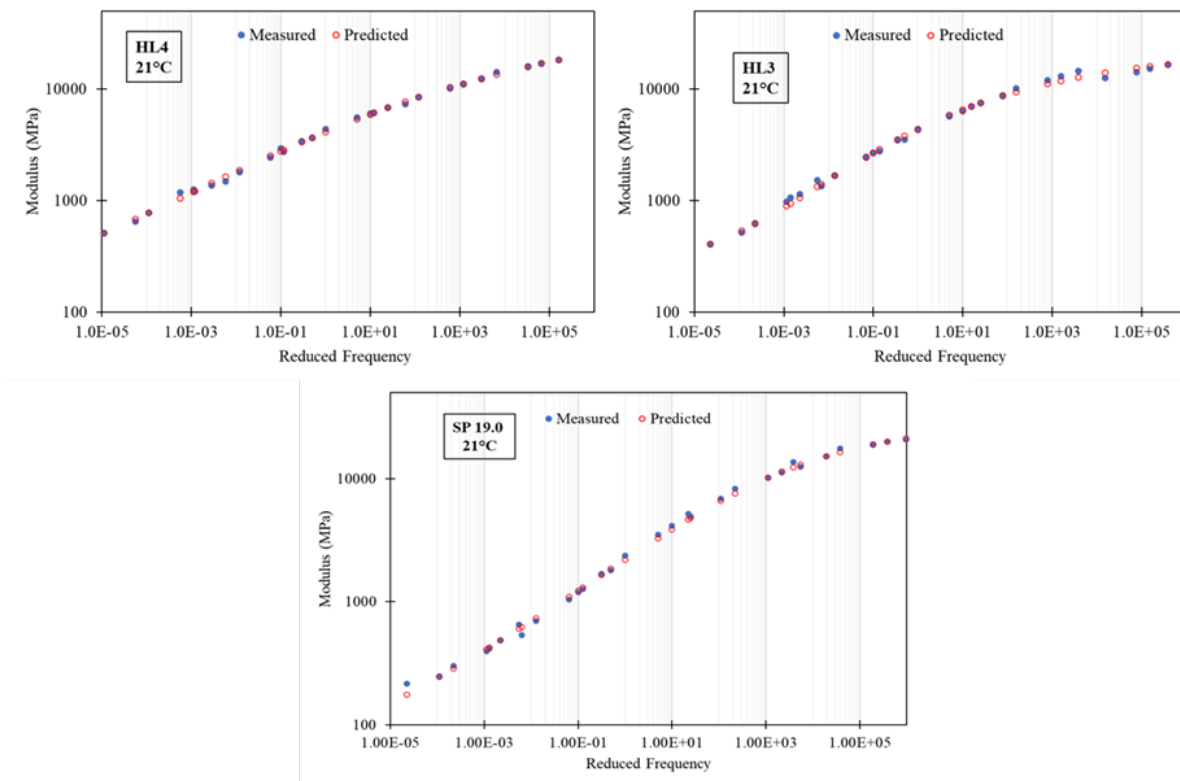 HL4
21°C
Measured Predicted
10000
1000
100
Modulus (MPa)
1.0E-05 1.0E-03 1.0E-01 1.0E+01 1.0E+03 1.0E+05
Reduced Frequency
HL3
21°C
Measured Predicted
10000
1000
100
Modulus (MPa)
1.0E-05 1.0E-03 1.0E-01 1.0E+01 1.0E+03 1.0E+05
Reduced Frequency
SP 19.0
21°C
Measured Predicted
10000
1000
100
Modulus (MPa)
1.00E-05 1.00E-03 1.00E-01 1.00E+01 1.00E+03 1.00E+05
Reduced Frequency